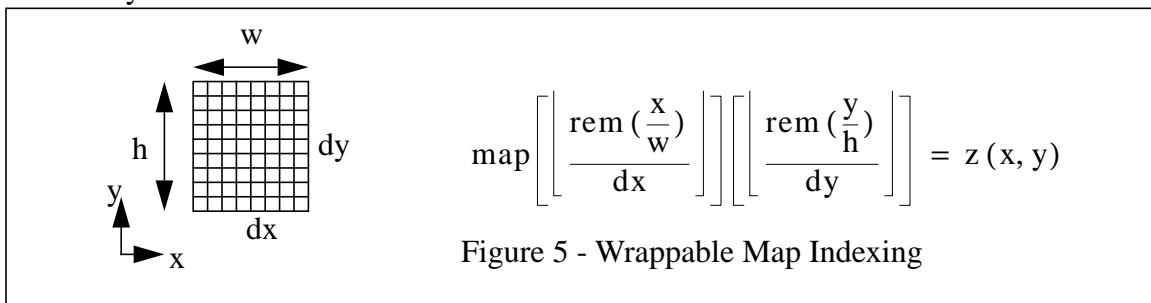 w
h
dy
y
dx
x
map[⌊rem(x/w)/dx⌋][⌊rem(y/h)/dy⌋] = z(x, y)
Figure 5 - Wrappable Map Indexing